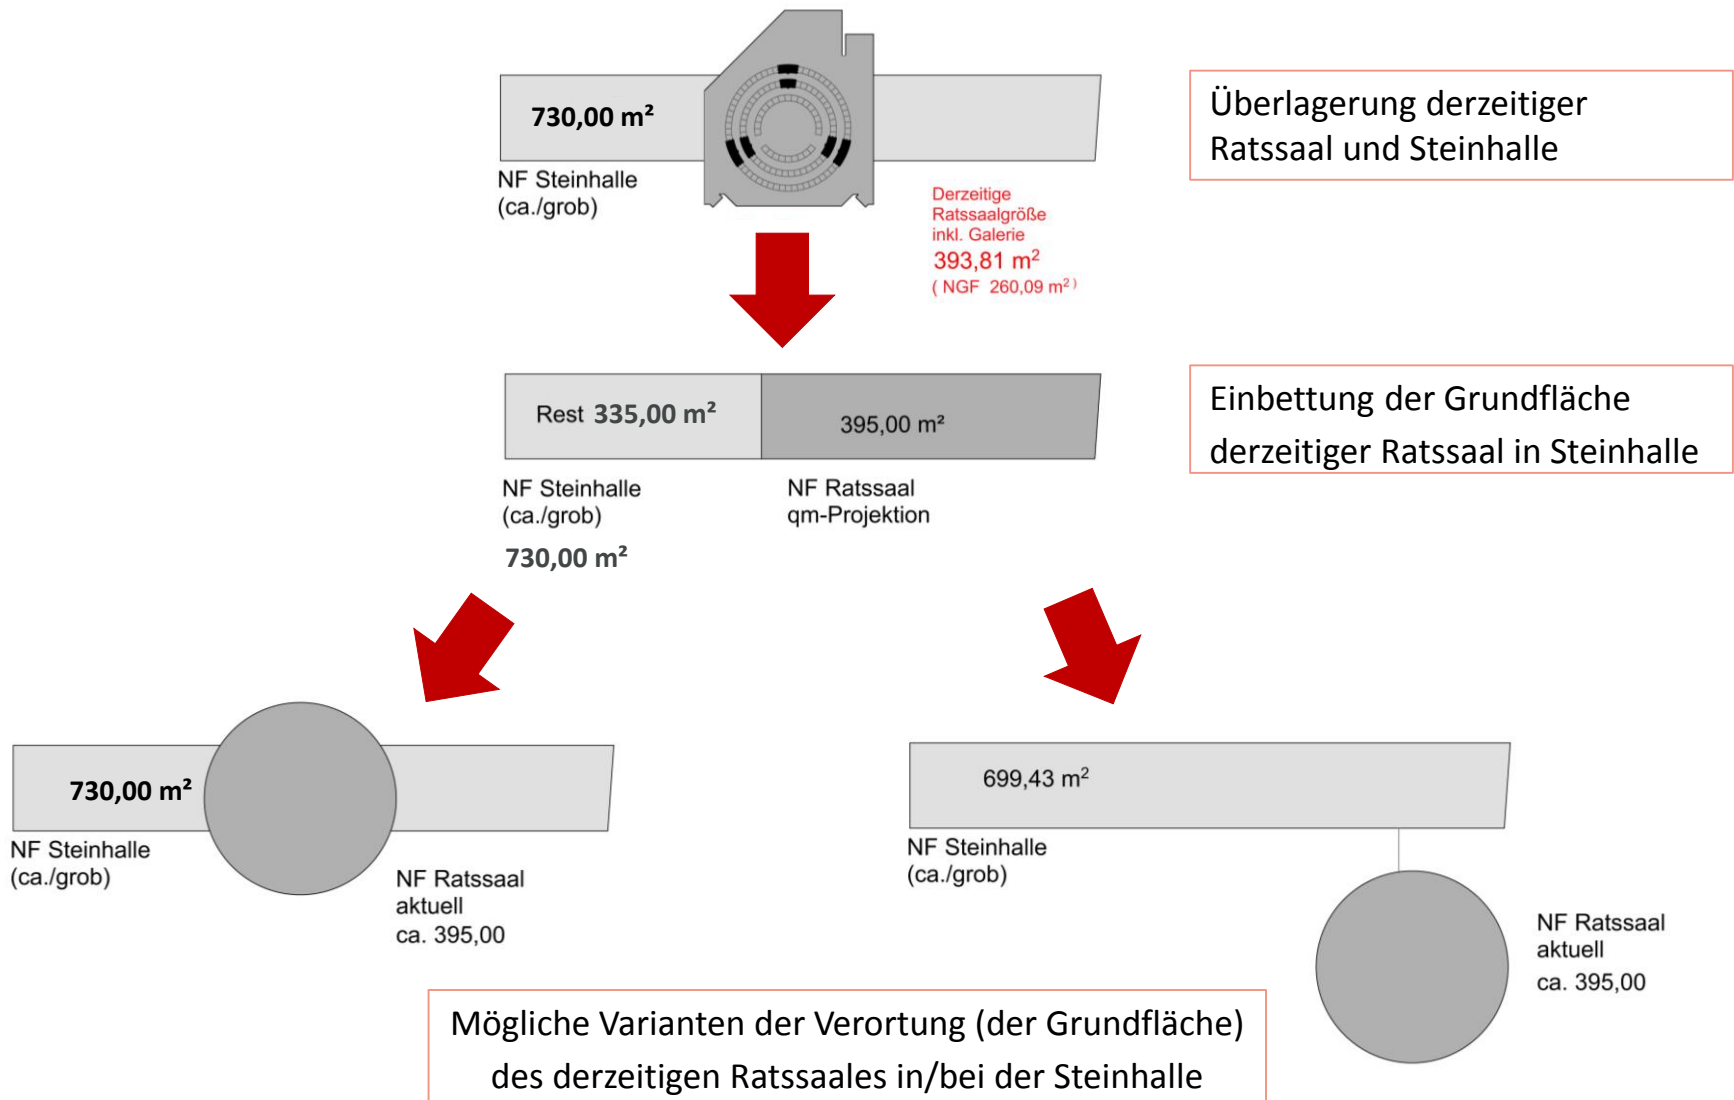 730,00 m²
NF Steinhalle
(ca./grob)
Derzeitige
Ratssaalgröße
inkl. Galerie
393,81 m²
( NGF 260,09 m² )
Überlagerung derzeitiger
Ratssaal und Steinhalle
Rest 335,00 m²
395,00 m²
NF Steinhalle
(ca./grob)
730,00 m²
NF Ratssaal
qm-Projektion
Einbettung der Grundfläche
derzeitiger Ratssaal in Steinhalle
730,00 m²
NF Steinhalle
(ca./grob)
NF Ratssaal
aktuell
ca. 395,00
699,43 m²
NF Steinhalle
(ca./grob)
NF Ratssaal
aktuell
ca. 395,00
Mögliche Varianten der Verortung (der Grundfläche)
des derzeitigen Ratssaales in/bei der Steinhalle